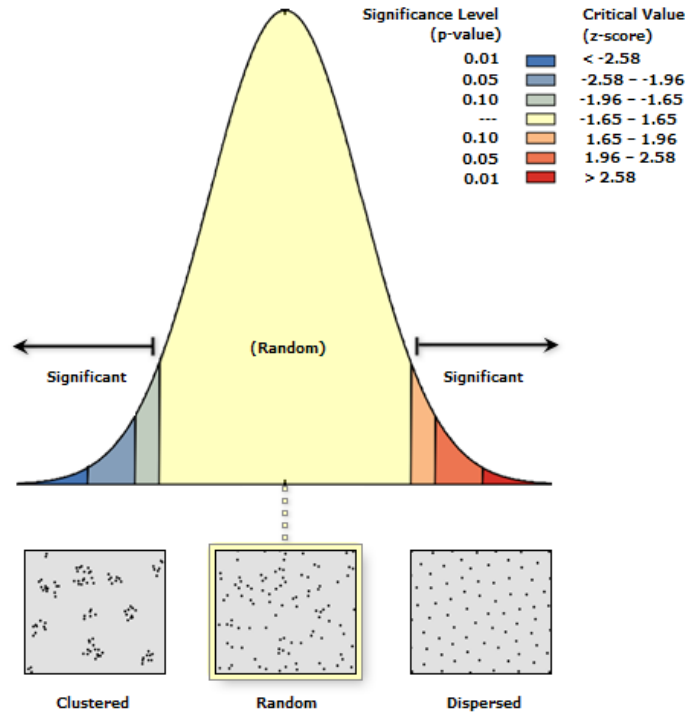 Significance Level Critical Value
(p-value) (z-score)
0.01 < -2.58
0.05 -2.58 – -1.96
0.10 -1.96 – -1.65
--- -1.65 – 1.65
0.10 1.65 – 1.96
0.05 1.96 – 2.58
0.01 > 2.58
(Random)
Significant Significant
Clustered Random Dispersed